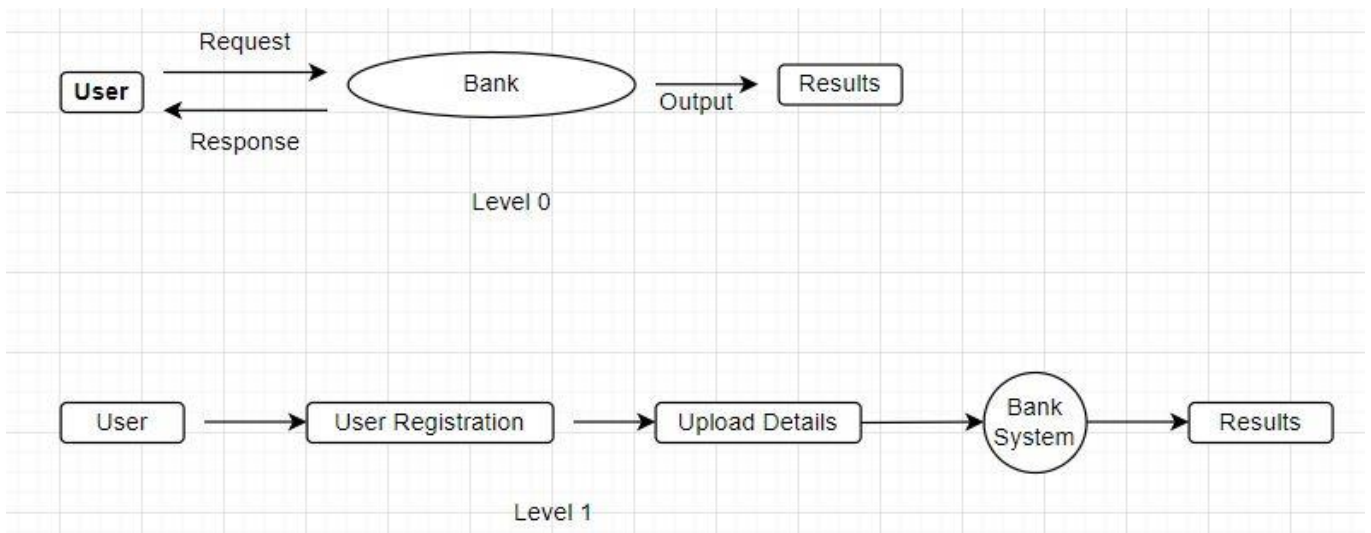 Request
User
Bank
Results
Output
Response
Level 0
User
User Registration
Upload Details
Bank
System
Results
Level 1